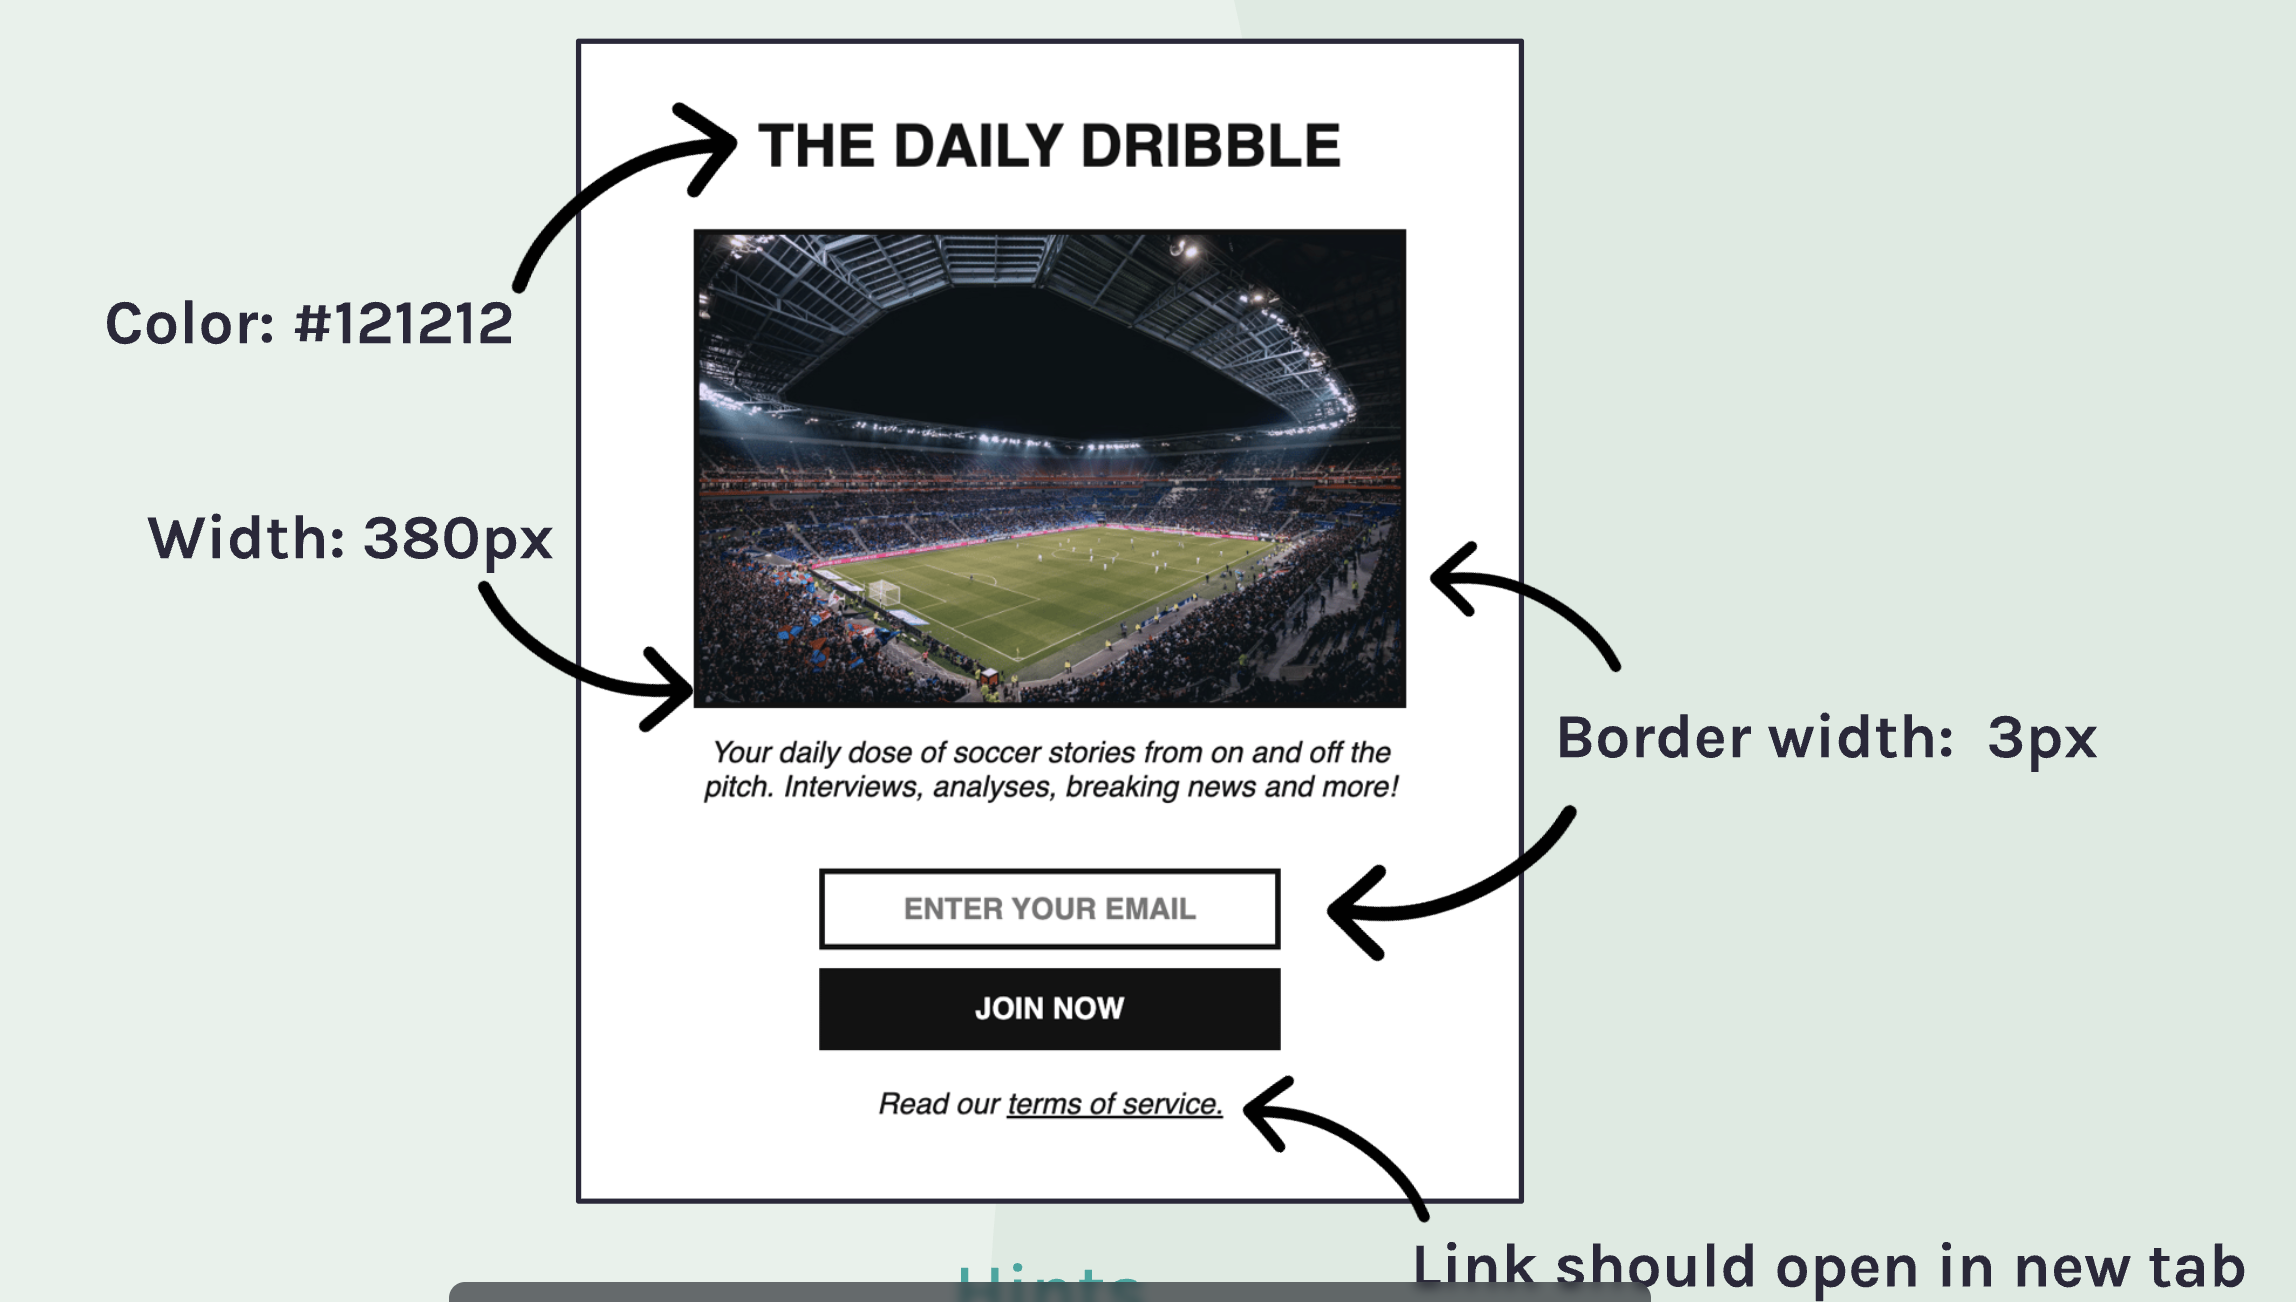 THE DAILY DRIBBLE
Color: #121212
Width: 380px
Border width: 3px
Your daily dose of soccer stories from on and off the
pitch. Interviews, analyses, breaking news and more!
ENTER YOUR EMAIL
JOIN NOW
Read our terms of service.
Link should open in new tab
Hints